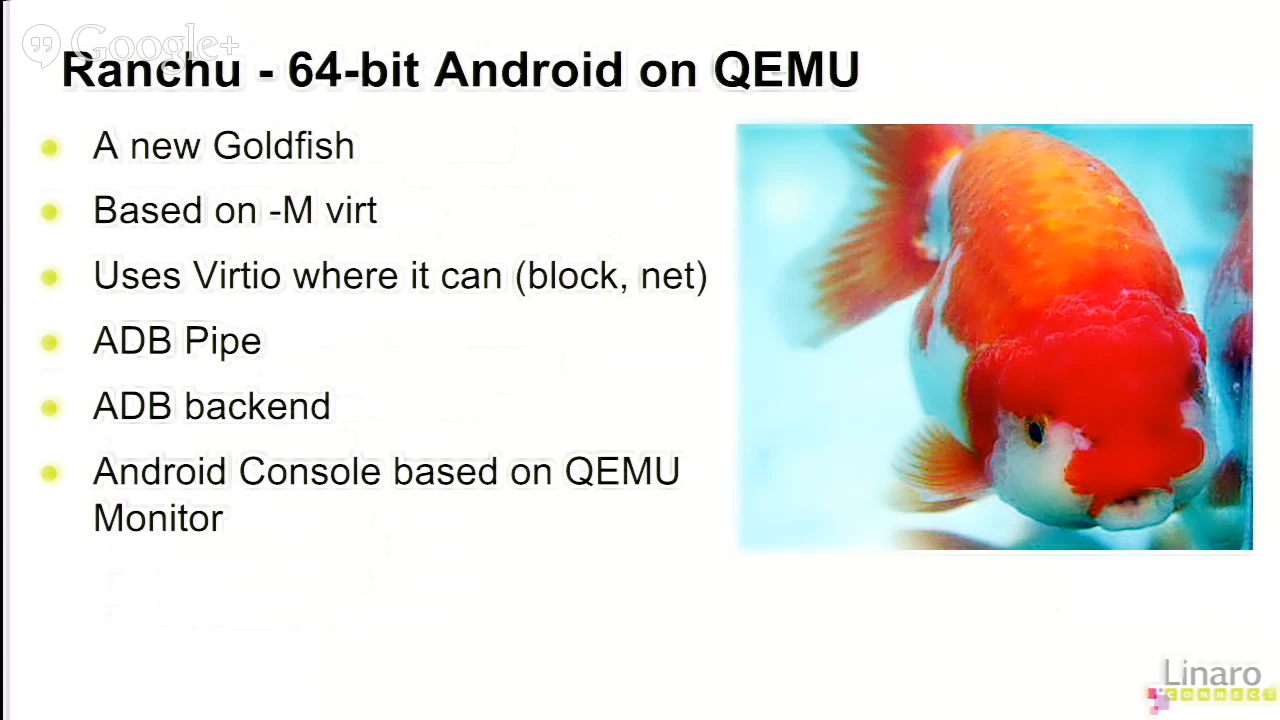 Google+
Ranchu - 64-bit Android on QEMU
A new Goldfish
Based on -M virt
Uses Virtio where it can (block, net)
ADB Pipe
ADB backend
Android Console based on QEMU
Monitor
Linaro
CONNECT